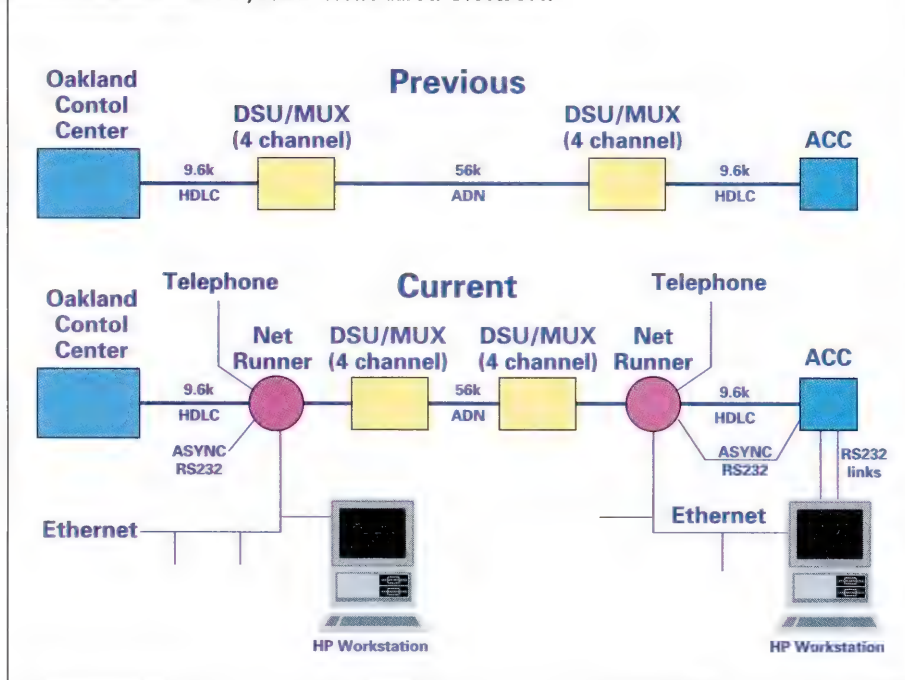 Previous
Oakland
Contol
Center
DSU/MUX
(4 channel)
DSU/MUX
(4 channel)
ACC
9.6k
HDLC
56k
ADN
9.6k
HDLC
Current
Telephone
Telephone
Oakland
Contol
Center
Net
Runner
DSU/MUX
(4 channel)
DSU/MUX
(4 channel)
Net
Runner
ACC
9.6k
HDLC
56k
ADN
9.6k
HDLC
ASYNC
RS232
ASYNC
RS232
RS232
links
Ethernet
Ethernet
HP Workstation
HP Workstation